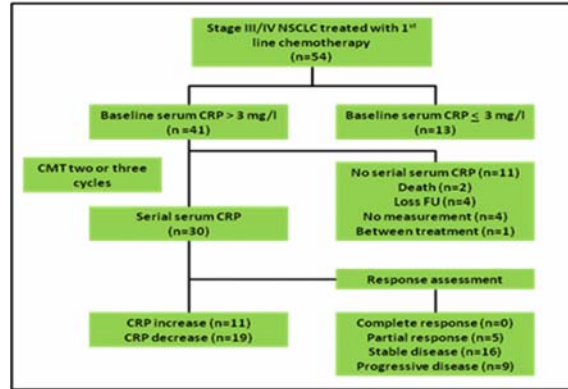 Stage III/IV NSCLC treated with 1st
line chemotherapy
(n=54)
Baseline serum CRP > 3 mg/l
(n =41)
Baseline serum CRP ≤ 3 mg/l
(n=13)
CMT two or three
cycles
No serial serum CRP (n=11)
Death (n=2)
Loss FU (n=4)
No measurement (n=4)
Between treatment (n=1)
Serial serum CRP
(n=30)
Response assessment
CRP increase (n=11)
CRP decrease (n=19)
Complete response (n=0)
Partial response (n=5)
Stable disease (n=16)
Progressive disease (n=9)